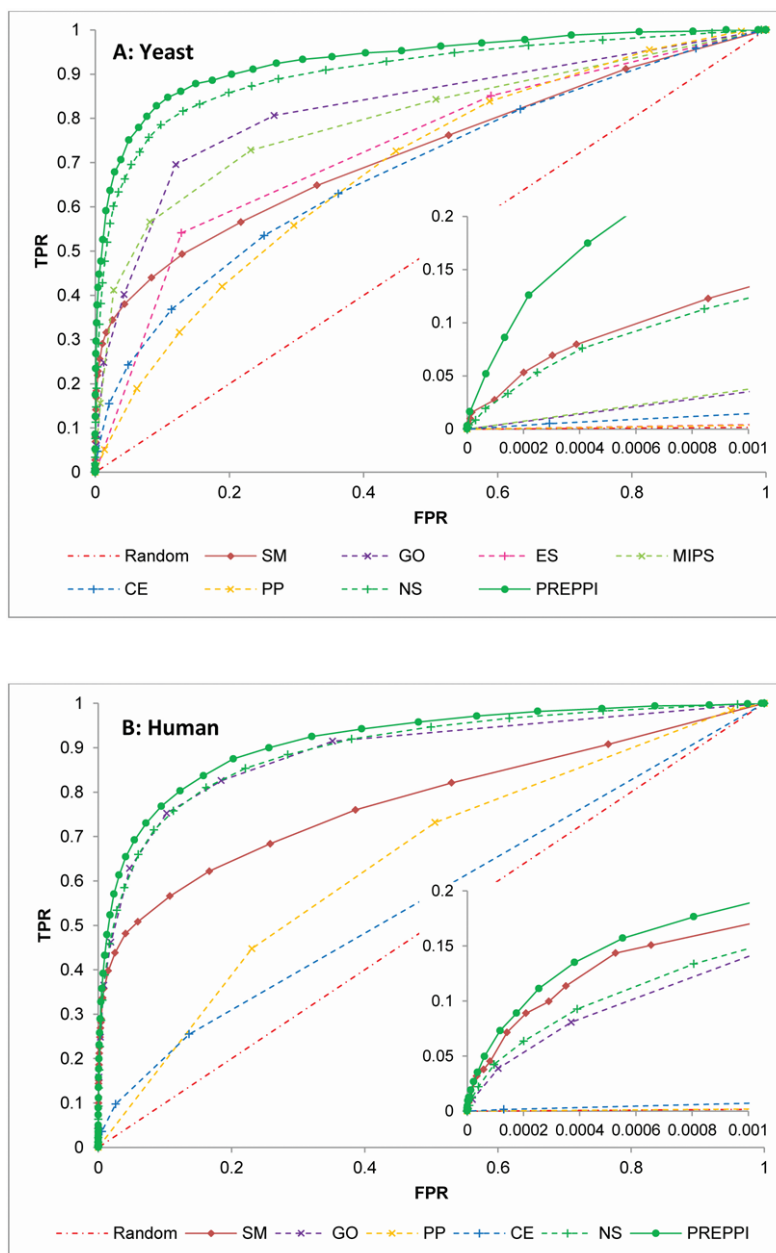 A: Yeast
1
0.9
0.8
0.7
0.6
0.5
0.4
0.3
0.2
0.1
0
TPR
0.2
0.15
0.1
0.05
0
0 0.0002 0.0004 0.0006 0.0008 0.001
0 0.2 0.4 0.6 0.8 1
FPR
Random SM GO ES MIPS
CE PP NS PREPPI
B: Human
1
0.9
0.8
0.7
0.6
0.5
0.4
0.3
0.2
0.1
0
TPR
0.2
0.15
0.1
0.05
0
0 0.0002 0.0004 0.0006 0.0008 0.001
0 0.2 0.4 0.6 0.8 1
FPR
Random SM GO PP CE NS PREPPI